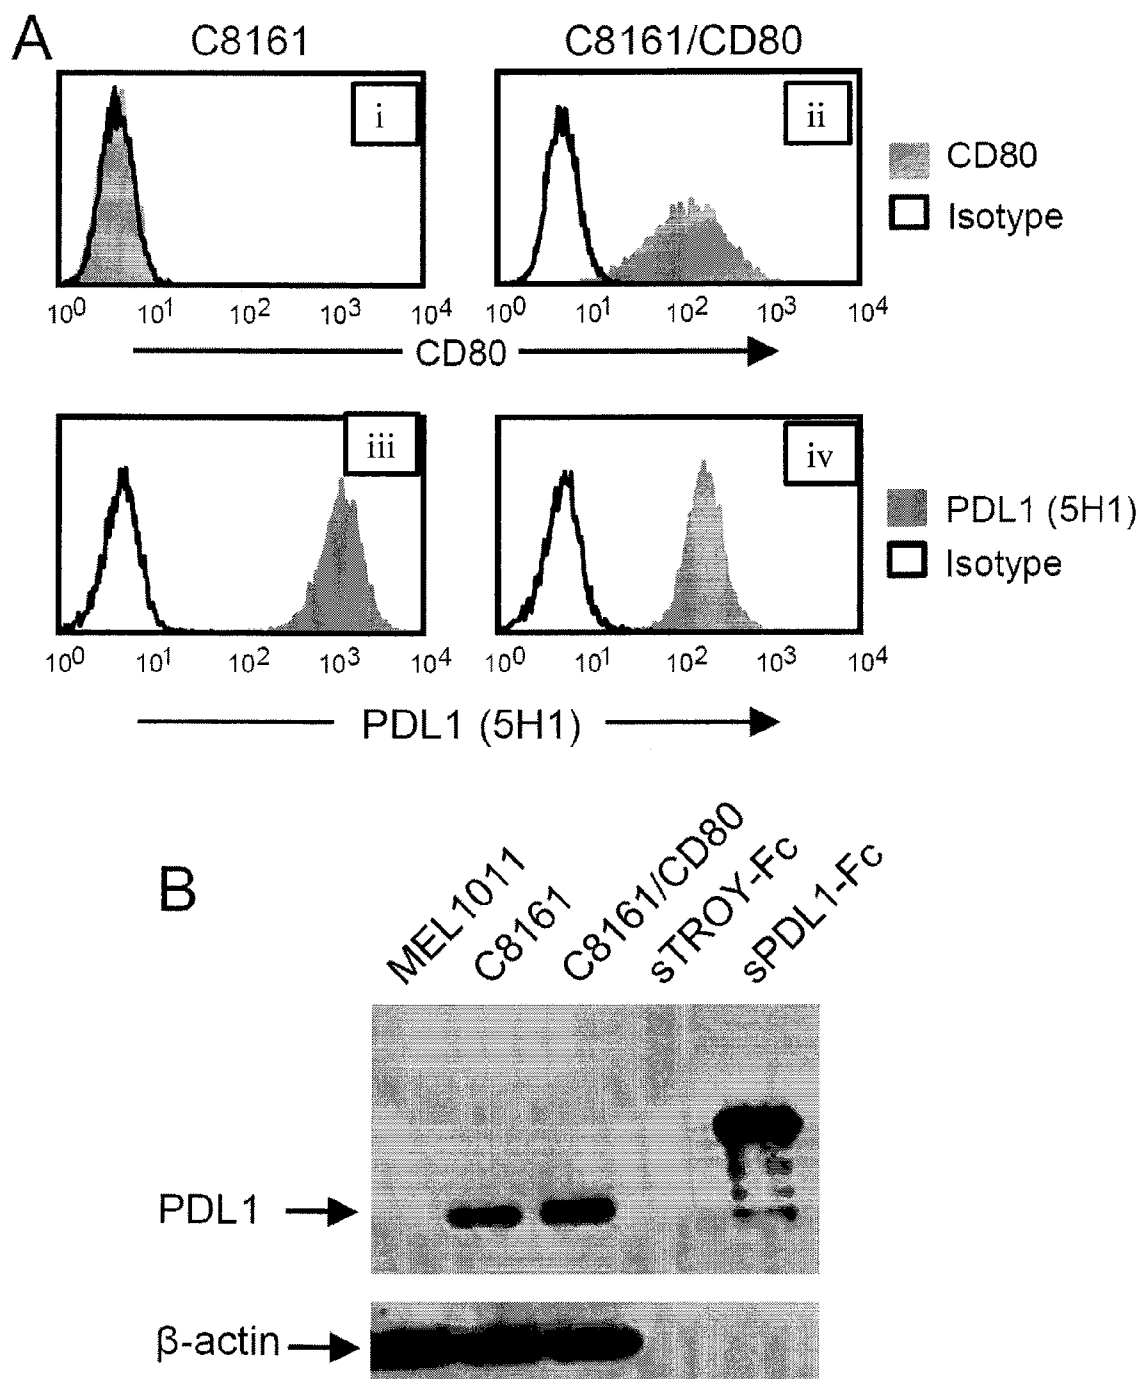 A
C8161
C8161/CD80
i
ii
CD80
Isotype
10⁰ 10¹ 10² 10³ 10⁴
10⁰ 10¹ 10² 10³ 10⁴
CD80
iii
iv
PDL1 (5H1)
Isotype
10⁰ 10¹ 10² 10³ 10⁴
10⁰ 10¹ 10² 10³ 10⁴
PDL1 (5H1)
B
MEL1011
C8161
C8161/CD80
sTROY-Fc
sPDL1-Fc
PDL1
β-actin